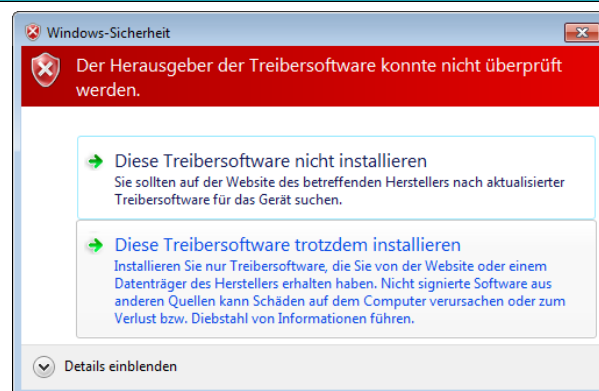 Windows-Sicherheit
Der Herausgeber der Treibersoftware konnte nicht überprüft
werden.
Diese Treibersoftware nicht installieren
Sie sollten auf der Website des betreffenden Herstellers nach aktualisierter
Treibersoftware für das Gerät suchen.
Diese Treibersoftware trotzdem installieren
Installieren Sie nur Treibersoftware, die Sie von der Website oder einem
Datenträger des Herstellers erhalten haben. Nicht signierte Software aus
anderen Quellen kann Schäden auf dem Computer verursachen oder zum
Verlust bzw. Diebstahl von Informationen führen.
Details einblenden